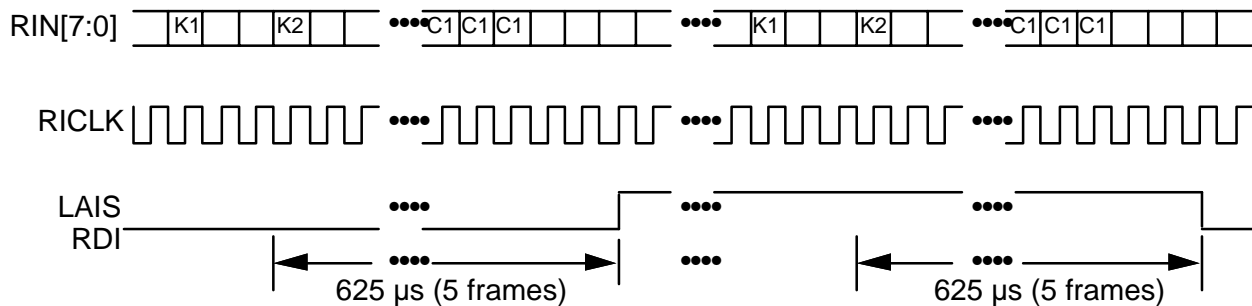 RIN[7:0] K1 K2 C1 C1 C1 K1 K2 C1 C1 C1
RICLK
LAIS
RDI
625 µs (5 frames) 625 µs (5 frames)